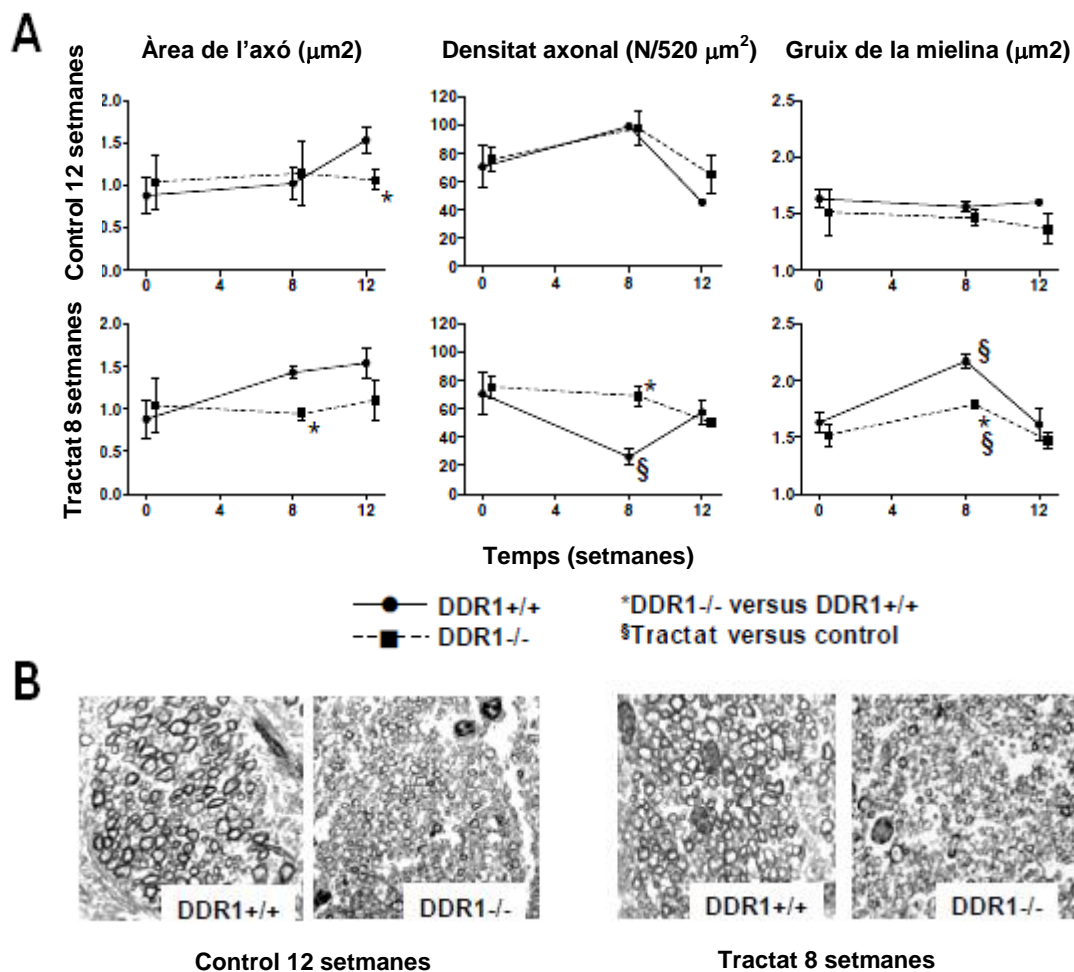 A
Àrea de l'axó (μm2)
Densitat axonal (N/520 μm²)
Gruix de la mielina (μm2)
Control 12 setmanes
2.0
1.5
1.0
0.5
0.0
0 4 8 12
*
120
100
80
60
40
20
0
0 4 8 12
2.5
2.0
1.5
1.0
0 4 8 12
Tractat 8 setmanes
2.0
1.5
1.0
0.5
0.0
0 4 8 12
*
120
100
80
60
40
20
0
0 4 8 12
*
§
2.5
2.0
1.5
1.0
0 4 8 12
§
*
§
Temps (setmanes)
DDR1+/+
DDR1-/-
*DDR1-/- versus DDR1+/+
§Tractat versus control
B
DDR1+/+
DDR1-/-
DDR1+/+
DDR1-/-
Control 12 setmanes
Tractat 8 setmanes